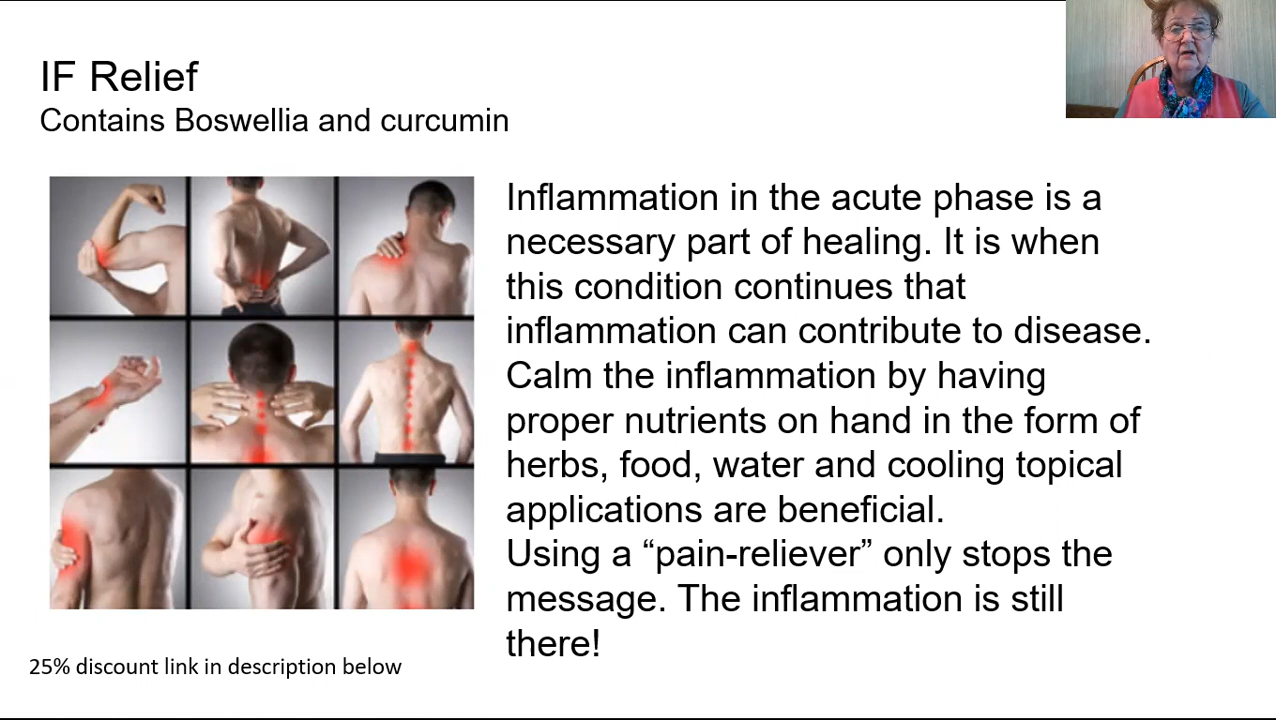 IF Relief
Contains Boswellia and curcumin
Inflammation in the acute phase is a
necessary part of healing. It is when
this condition continues that
inflammation can contribute to disease.
Calm the inflammation by having
proper nutrients on hand in the form of
herbs, food, water and cooling topical
applications are beneficial.
Using a “pain-reliever” only stops the
message. The inflammation is still
there!
25% discount link in description below